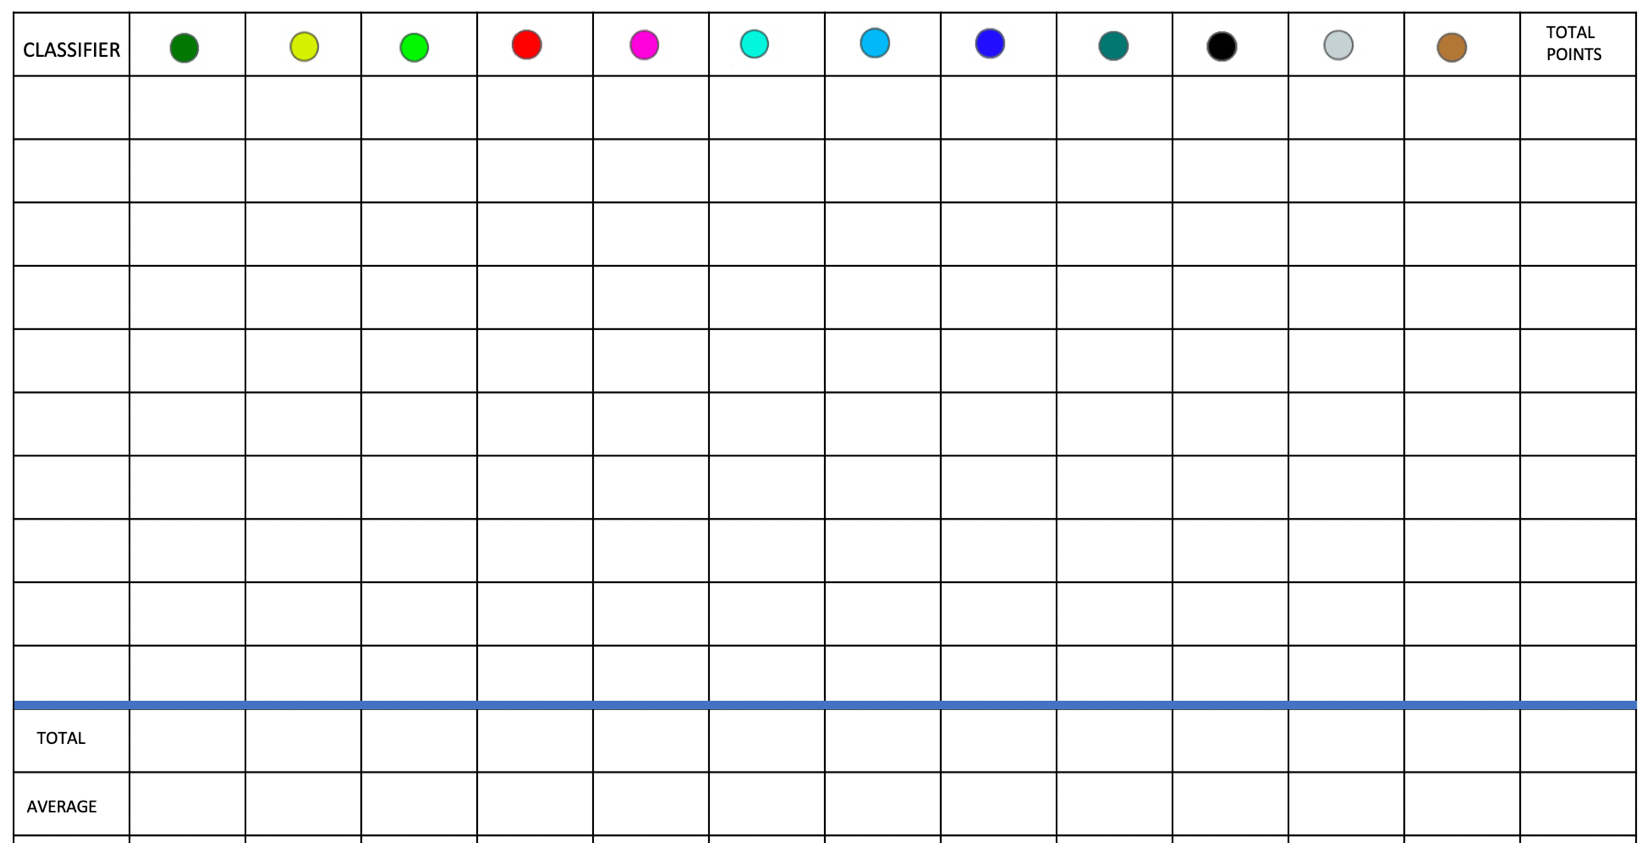 CLASSIFIER
TOTAL
POINTS
TOTAL
AVERAGE